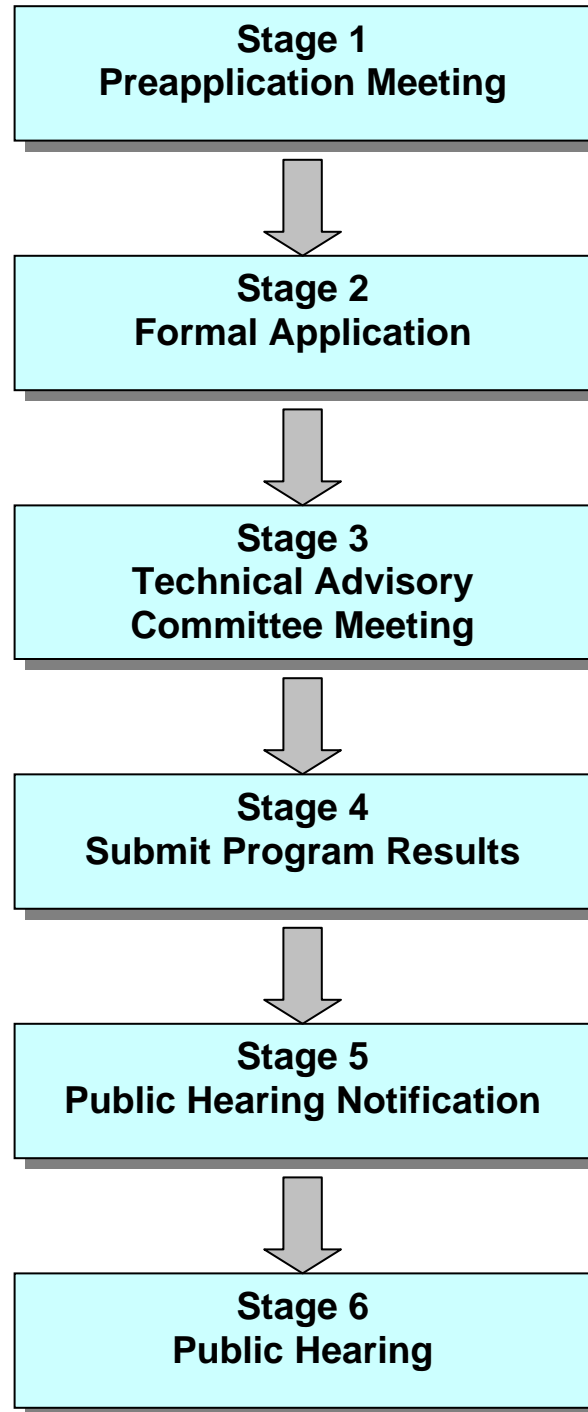 Stage 1
Preapplication Meeting
Stage 2
Formal Application
Stage 3
Technical Advisory
Committee Meeting
Stage 4
Submit Program Results
Stage 5
Public Hearing Notification
Stage 6
Public Hearing